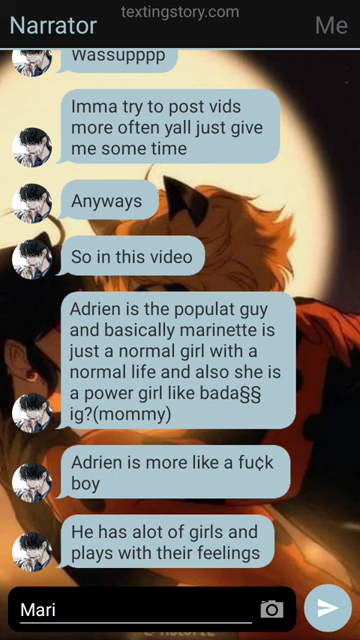 textingstory.com
Narrator
Me
Wassupppp
Imma try to post vids
more often yall just give
me some time
Anyways
So in this video
Adrien is the populat guy
and basically marinette is
just a normal girl with a
normal life and also she is
a power girl like bada§§
ig?(mommy)
Adrien is more like a fu¢k
boy
He has alot of girls and
plays with their feelings
Mari